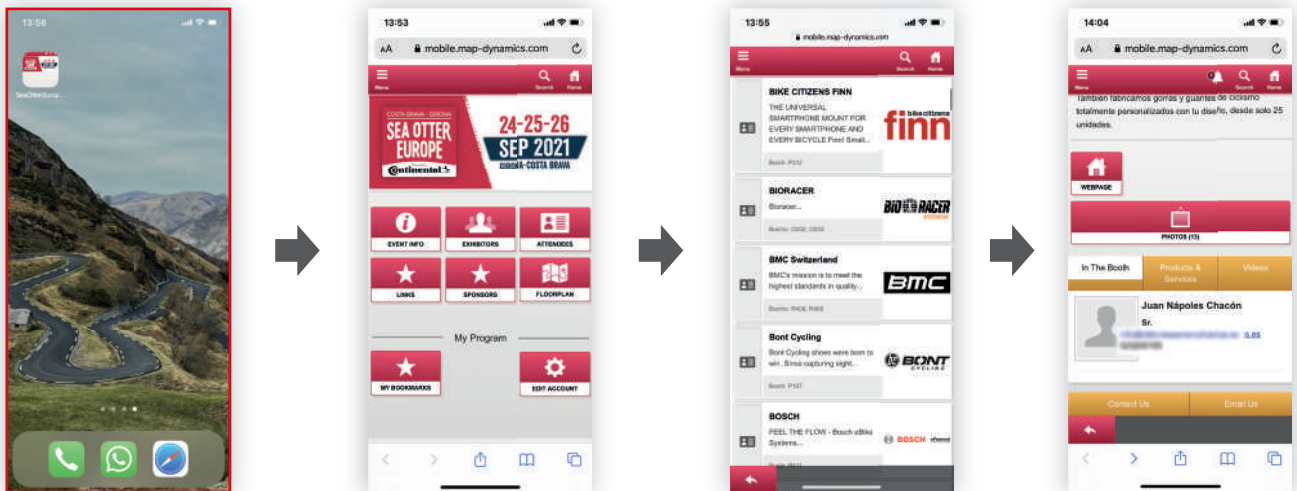 13:56
SeaOtterEurop...
13:53
AA mobile.map-dynamics.com
Menu
Search
Home
COSTA BRAVA - GIRONA
SEA OTTER
EUROPE
Continental
24-25-26
SEP 2021
GIRONA-COSTA BRAVA
EVENT INFO
EXHIBITORS
ATTENDEES
LINKS
SPONSORS
FLOORPLAN
My Program
MY BOOKMARKS
EDIT ACCOUNT
13:55
mobile.map-dynamics.com
Menu
Search
Home
BIKE CITIZENS FINN
THE UNIVERSAL
SMARTPHONE MOUNT FOR
EVERY SMARTPHONE AND
EVERY BICYCLE Finn! Small...
bikecitizens
finn
BIORACER
Bioracer...
BIORACER
BMC Switzerland
BMC's mission is to meet the
highest standards in quality...
BMC
Bont Cycling
Bont Cycling shoes were born to
win. Since capturing sight...
Booth: P107
BONT
CYCLING
BOSCH
FEEL THE FLOW - Bosch eBike
Systems...
BOSCH
14:04
AA mobile.map-dynamics.com
Menu
0
Search
Home
También fabricamos gorras y guantes de ciclismo
totalmente personalizados con tu diseño, desde solo 25
unidades.
WEBPAGE
PHOTOS (13)
In The Booth
Products &
Services
Videos
Juan Nápoles Chacón
Sr.
Contact Us
Email Us